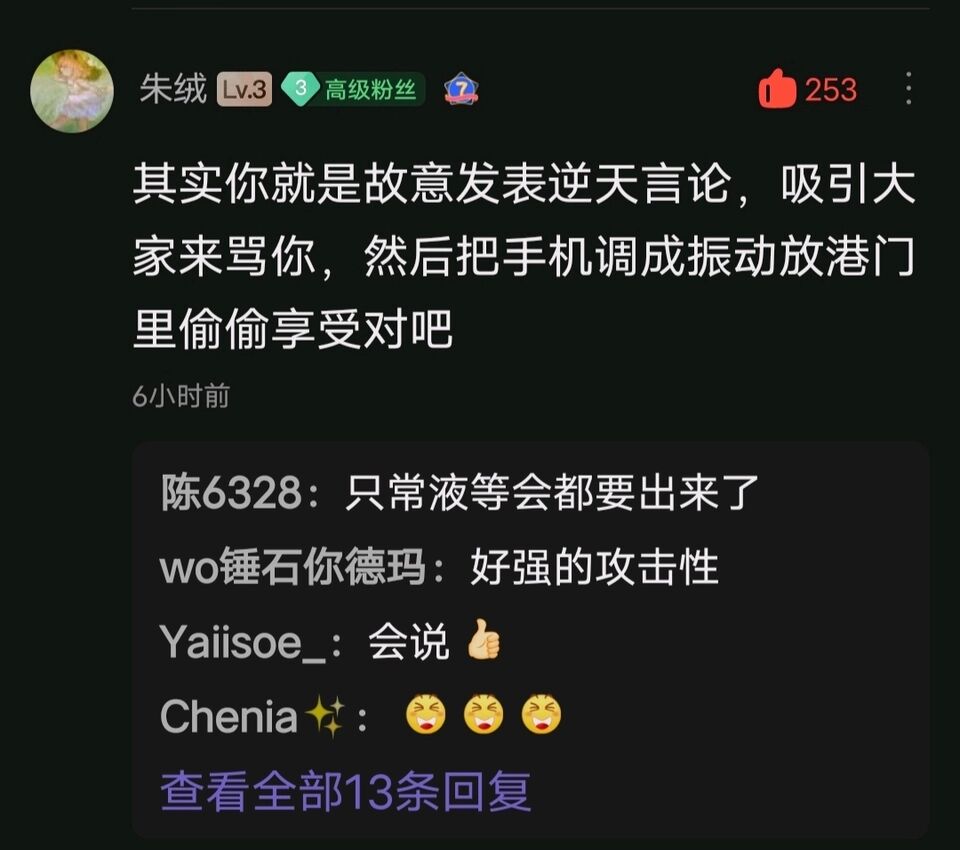 朱绒 Lv.3 3 高级粉丝 7 253
其实你就是故意发表逆天言论，吸引大
家来骂你，然后把手机调成振动放港门
里偷偷享受对吧
6小时前
陈6328：只常液等会都要出来了
wo锤石你德玛：好强的攻击性
Yaiisoe_：会说👍
Chenia✨：😆😆😆
查看全部13条回复